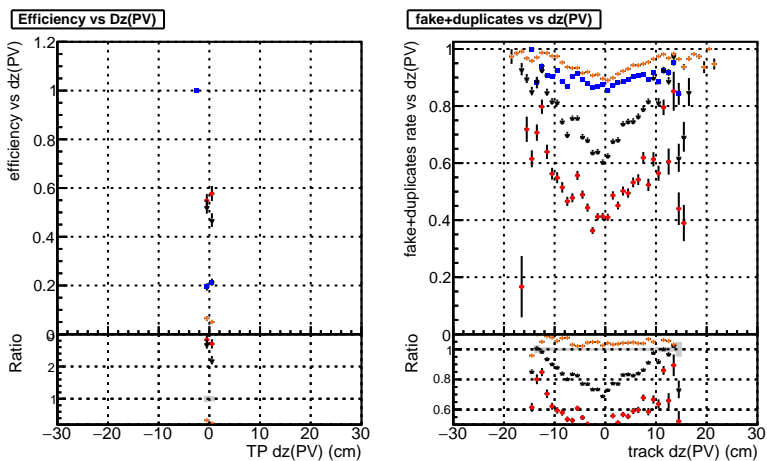 Efficiency vs Dz(PV)
efficiency vs dz(PV)
1.2
1
0.8
0.6
0.4
0.2
0
Ratio
2
1
−30 −20 −10 0 10 20 30
TP dz(PV) (cm)
fake+duplicates vs dz(PV)
fake+duplicates rate vs dz(PV)
1
0.8
0.6
0.4
0.2
0
Ratio
1
0.8
0.6
−30 −20 −10 0 10 20 30
track dz(PV) (cm)